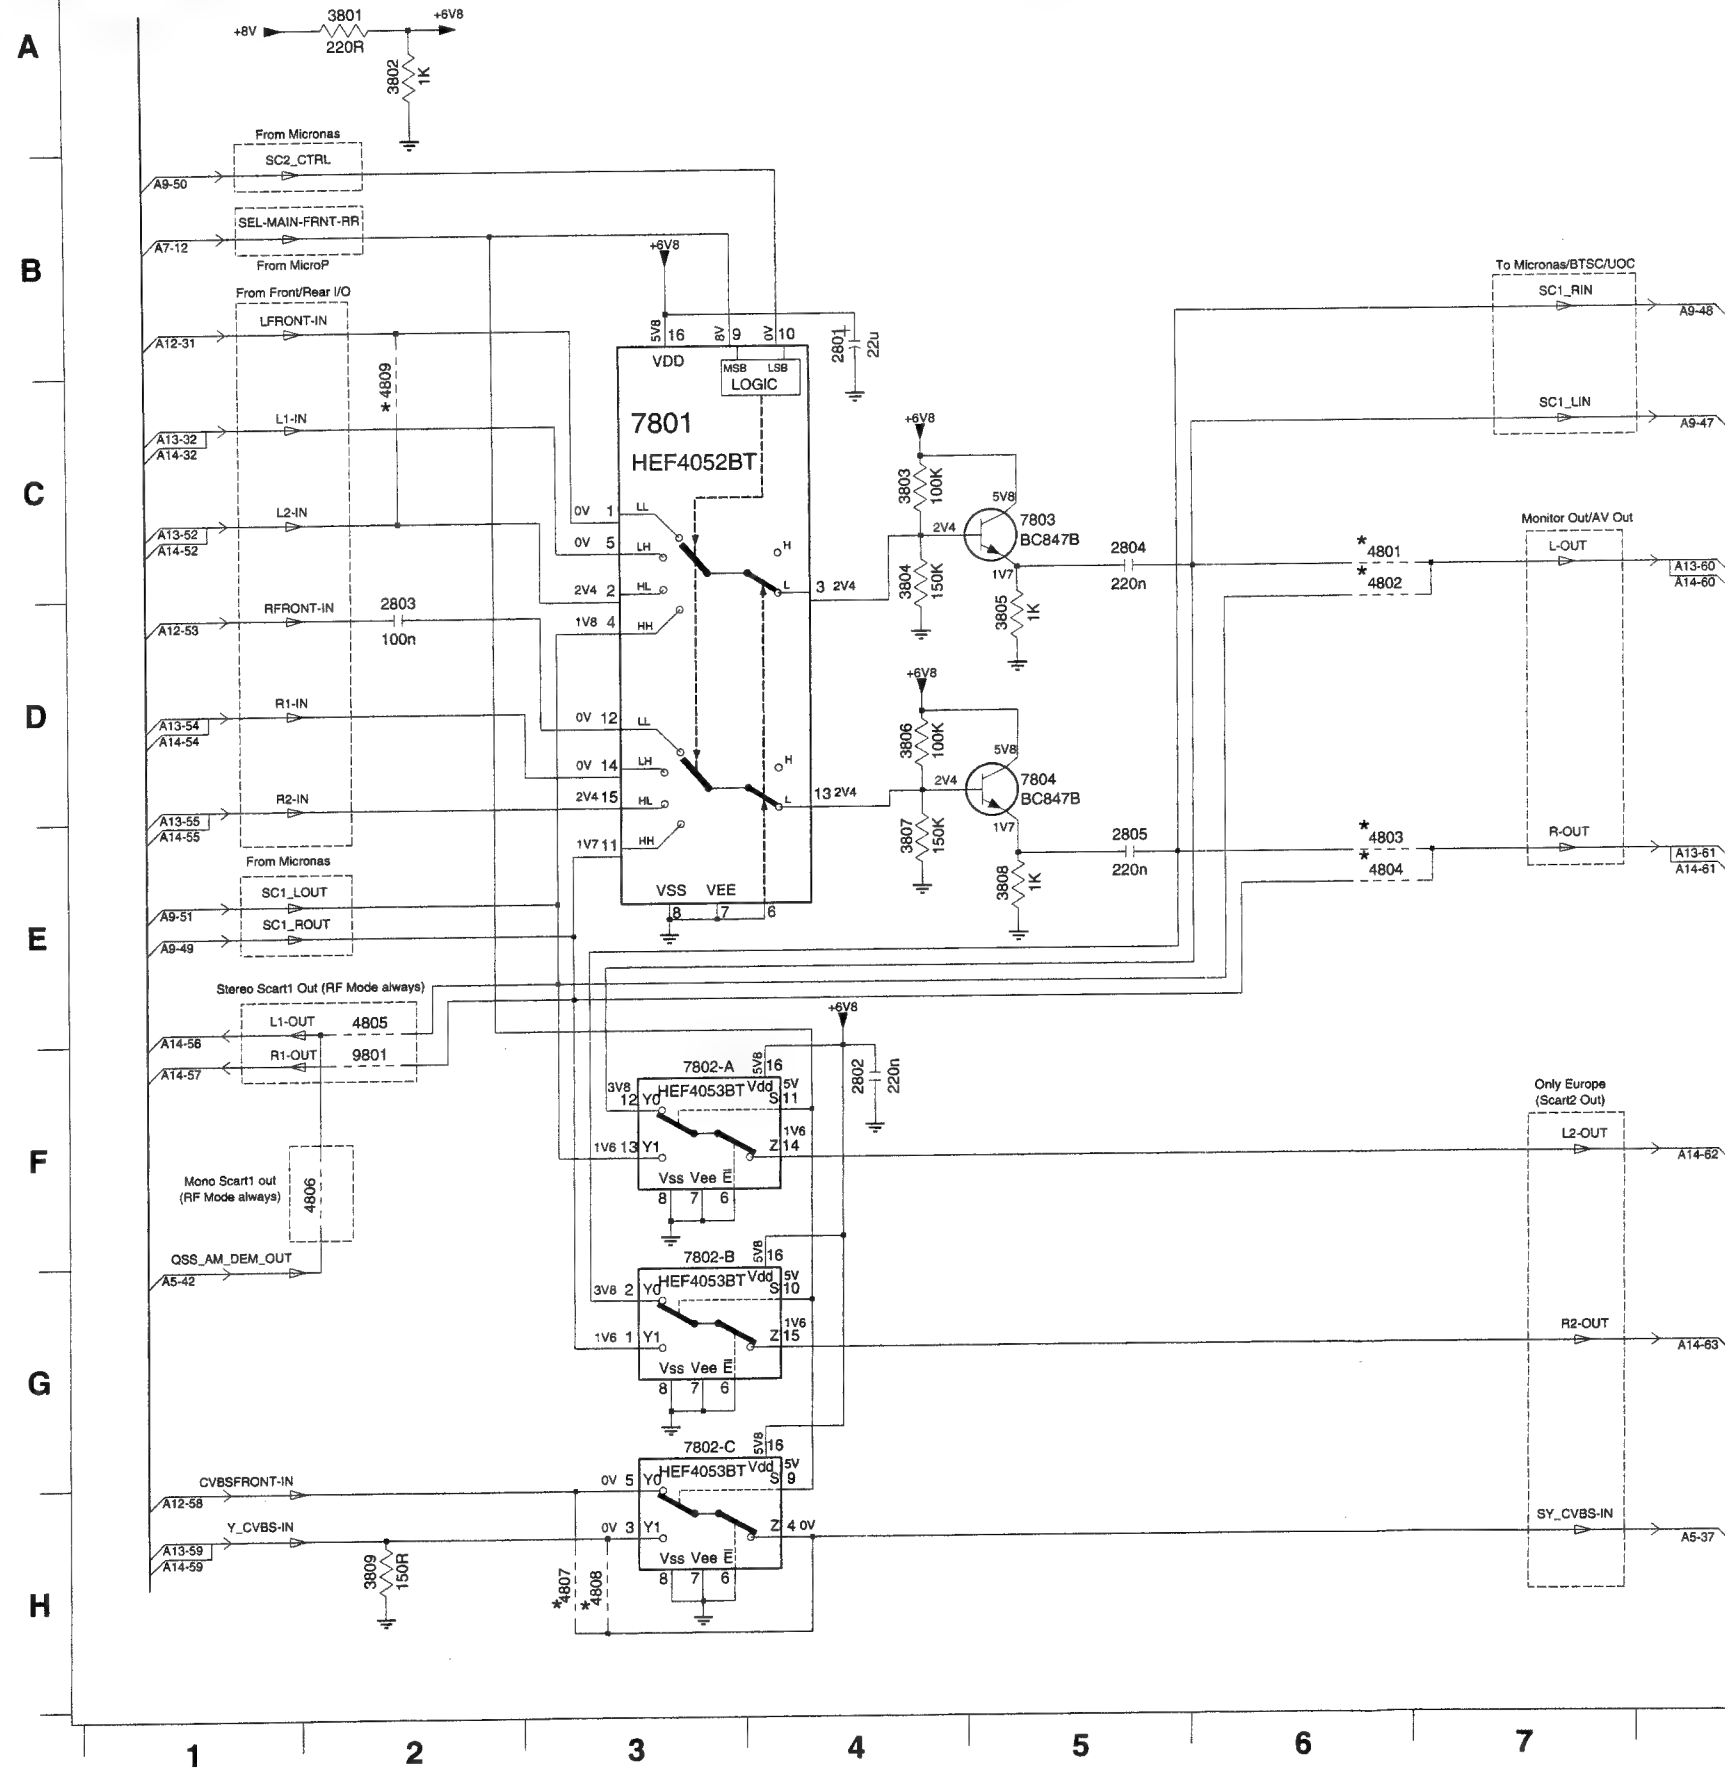 A
+8V
3801
220R
+6V8
3802
1K
From Micronas
SC2_CTRL
A9-50
SEL-MAIN-FRNT-RR
A7-12
From MicroP
B
From Front/Rear I/O
LFRONT-IN
A12-31
* 4809
L1-IN
A13-32
A14-32
C
L2-IN
A13-52
A14-52
RFRONT-IN
A12-53
2803
100n
D
R1-IN
A13-54
A14-54
R2-IN
A13-55
A14-55
From Micronas
SC1_LOUT
A9-51
SC1_ROUT
A9-49
E
+6V8
5V8 16
8V 9
0V 10
VDD
MSB LSB
LOGIC
2801
+
22u
7801
HEF4052BT
0V 1 LL
0V 5 LH
2V4 2 HL
1V8 4 HH
H
L
3 2V4
0V 12 LL
0V 14 LH
2V4 15 HL
1V7 11 HH
H
L
13 2V4
VSS VEE
8 7 6
+6V8
3803
100K
5V8
2V4
7803
BC847B
3804
150K
1V7
3805
1K
2804
220n
+6V8
3806
100K
5V8
2V4
7804
BC847B
3807
150K
1V7
3808
1K
2805
220n
To Micronas/BTSC/UOC
SC1_RIN
A9-48
SC1_LIN
A9-47
Monitor Out/AV Out
* 4801
* 4802
L-OUT
A13-60
A14-60
* 4803
* 4804
R-OUT
A13-61
A14-61
Stereo Scart1 Out (RF Mode always)
L1-OUT 4805
A14-56
R1-OUT 9801
A14-57
F
Mono Scart1 out
(RF Mode always)
4806
QSS_AM_DEM_OUT
A5-42
+6V8
2802
220n
7802-A
5V8 16
HEF4053BT Vdd 5V
3V8
12 Y0 S 11
1V6 13 Y1
1V6
Z 14
Vss Vee E
8 7 6
7802-B
5V8 16
HEF4053BT Vdd 5V
3V8 2 Y0 S 10
1V6 1 Y1
1V6
Z 15
Vss Vee E
8 7 6
G
7802-C
5V8 16
HEF4053BT Vdd 5V
0V 5 Y0 S 9
0V 3 Y1
Z 4 0V
Vss Vee E
8 7 6
CVBSFRONT-IN
A12-58
Y_CVBS-IN
A13-59
A14-59
3809
150R
* 4807
* 4808
H
Only Europe
(Scart2 Out)
L2-OUT
A14-62
R2-OUT
A14-63
SY_CVBS-IN
A5-37
1 2 3 4 5 6 7